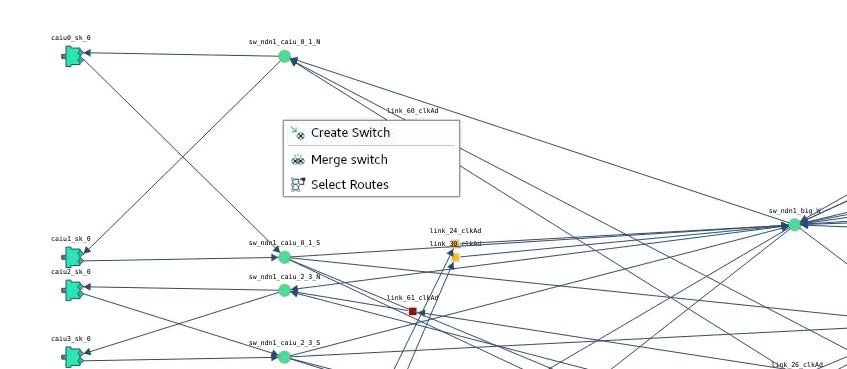 caiu0_sk_0
sw_ndn1_caiu_0_1_N
link_60_clkAd
Create Switch
Merge switch
Select Routes
sw_ndn1_big_W
link_24_clkAd
caiu1_sk_0
sw_ndn1_caiu_0_1_S
link_30_clkAd
caiu2_sk_0
sw_ndn1_caiu_2_3_N
link_61_clkAd
caiu3_sk_0
sw_ndn1_caiu_2_3_S
link_26_clkAd